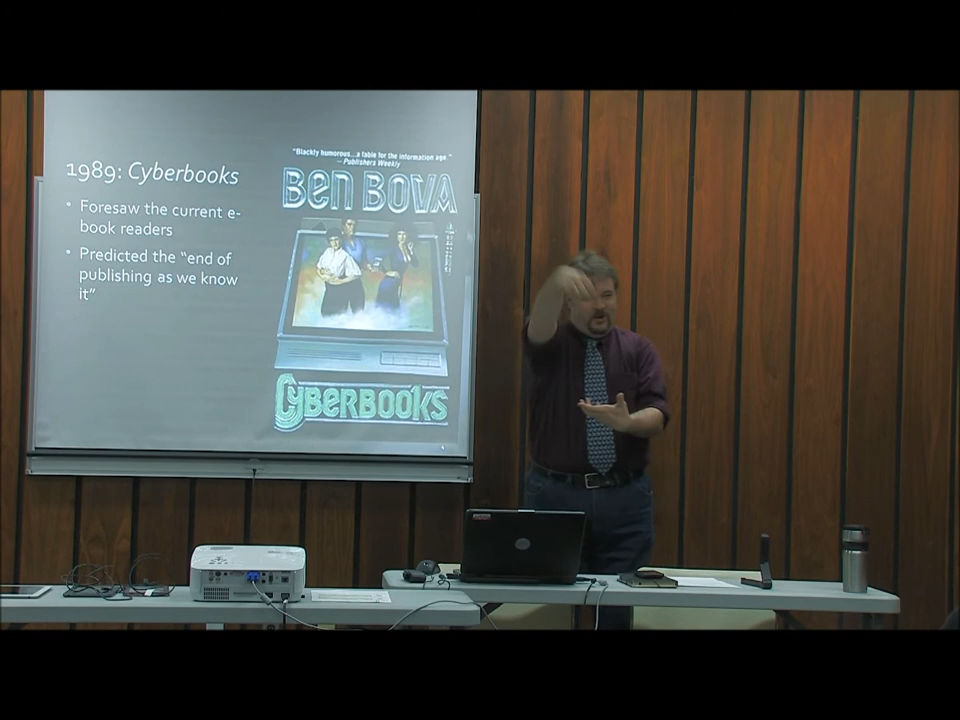 1989: Cyberbooks
• Foresaw the current e-
book readers
• Predicted the “end of
publishing as we know
it”
"Blackly humorous...a fable for the information age."
— Publishers Weekly
BEN BOVA
CYBERBOOKS